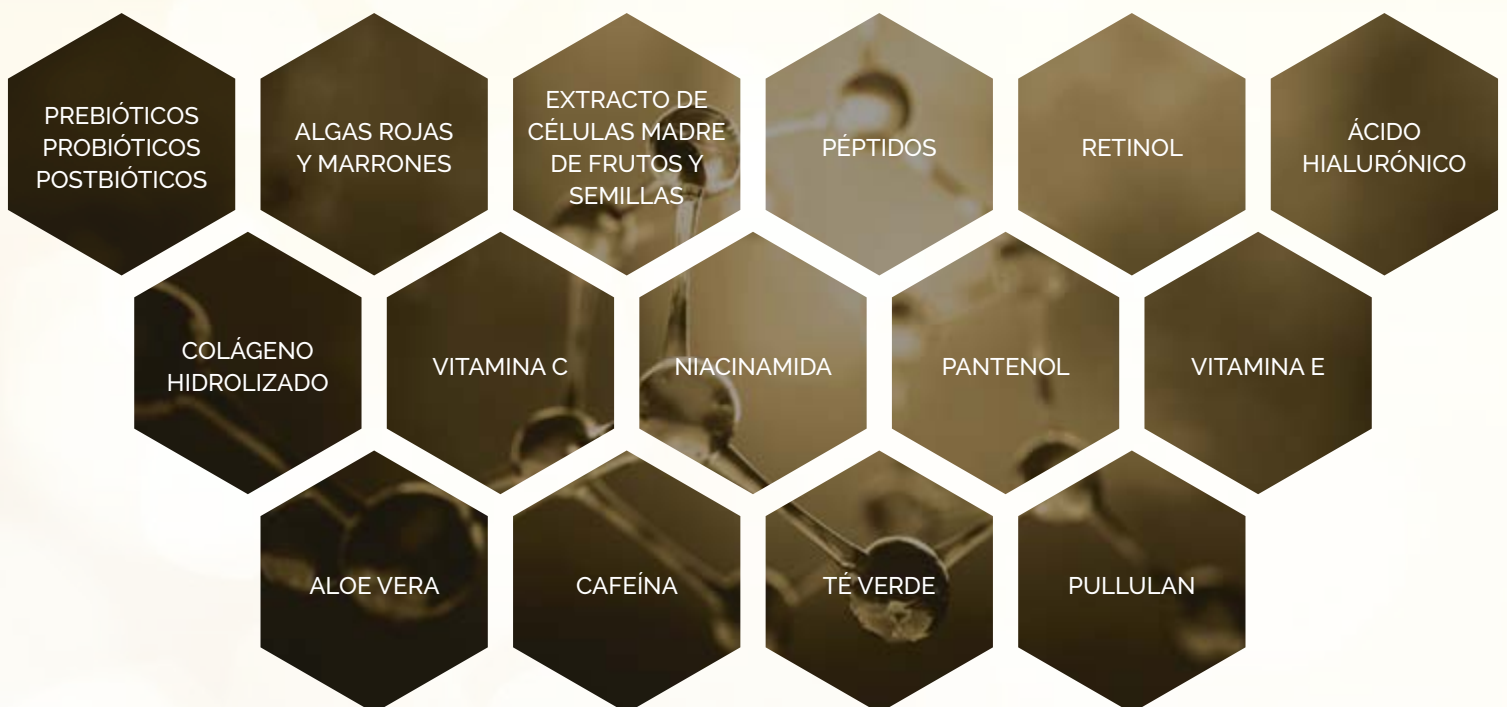 PREBIÓTICOS
PROBIÓTICOS
POSTBIÓTICOS
ALGAS ROJAS
Y MARRONES
EXTRACTO DE
CÉLULAS MADRE
DE FRUTOS Y
SEMILLAS
PÉPTIDOS
RETINOL
ÁCIDO
HIALURÓNICO
COLÁGENO
HIDROLIZADO
VITAMINA C
NIACINAMIDA
PANTENOL
VITAMINA E
ALOE VERA
CAFEÍNA
TÉ VERDE
PULLULAN